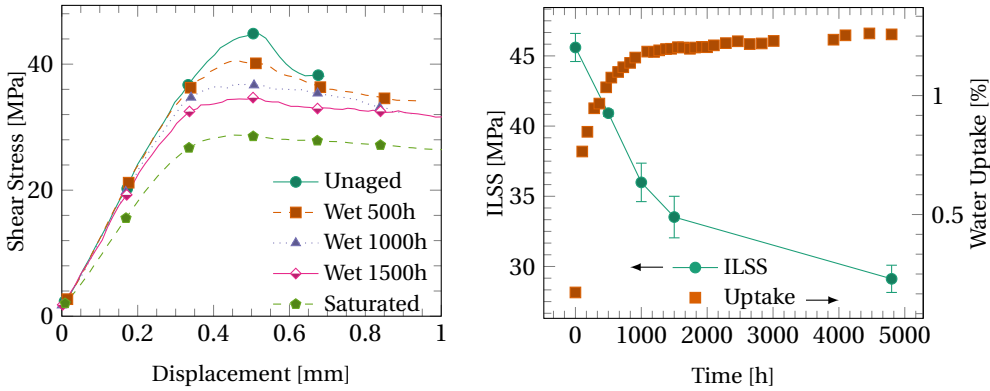 Shear Stress [MPa]
40
20
0
Unaged
Wet 500h
Wet 1000h
Wet 1500h
Saturated
0 0.2 0.4 0.6 0.8 1
Displacement [mm]
ILSS [MPa]
45
40
35
30
ILSS
Uptake
1
0.5
Water Uptake [%]
0 1000 2000 3000 4000 5000
Time [h]